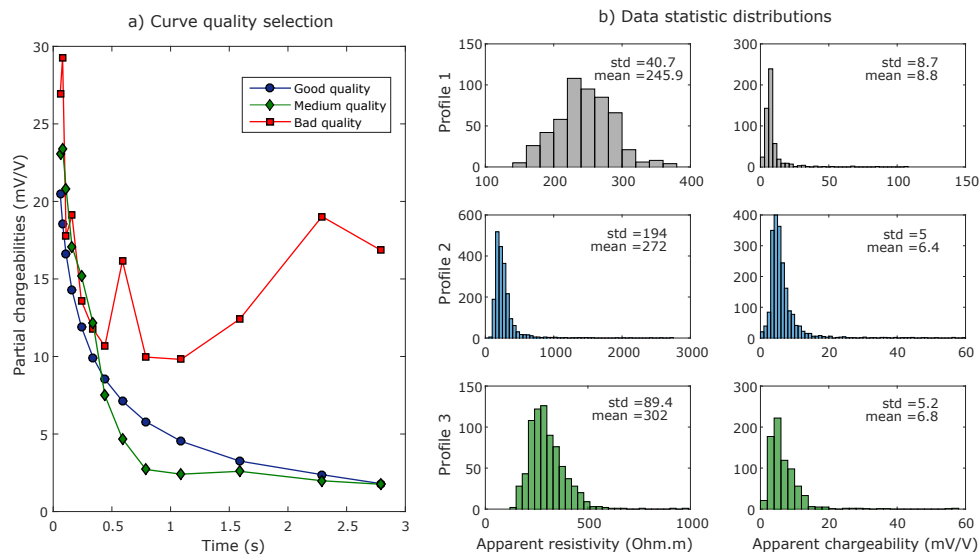 a) Curve quality selection
Partial chargeabilities (mV/V)
30
25
20
15
10
5
0
Good quality
Medium quality
Bad quality
0
0.5
1
1.5
2
2.5
3
Time (s)
b) Data statistic distributions
Profile 1
150
100
50
0
std =40.7
mean =245.9
100
200
300
400
300
200
100
0
std =8.7
mean =8.8
0
50
100
150
Profile 2
600
400
200
0
std =194
mean =272
0
1000
2000
3000
400
300
200
100
0
std =5
mean =6.4
0
20
40
60
Profile 3
150
100
50
0
std =89.4
mean =302
0
500
1000
Apparent resistivity (Ohm.m)
300
200
100
0
std =5.2
mean =6.8
0
20
40
60
Apparent chargeability (mV/V)